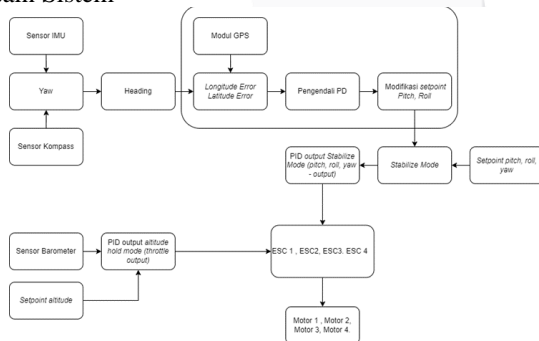 Sensor IMU
Modul GPS
Yaw
Heading
Longitude Error
Latitude Error
Pengendali PD
Modifikasi setpoint
Pitch, Roll
Sensor Kompass
PID output Stabilize
Mode (pitch, roll, yaw
- output)
Stabilize Mode
Setpoint pitch, roll,
yaw
Sensor Barometer
PID output altitude
hold mode (throttle
output)
ESC 1 , ESC2, ESC3. ESC 4
Setpoint altitude
Motor 1 , Motor 2,
Motor 3, Motor 4.